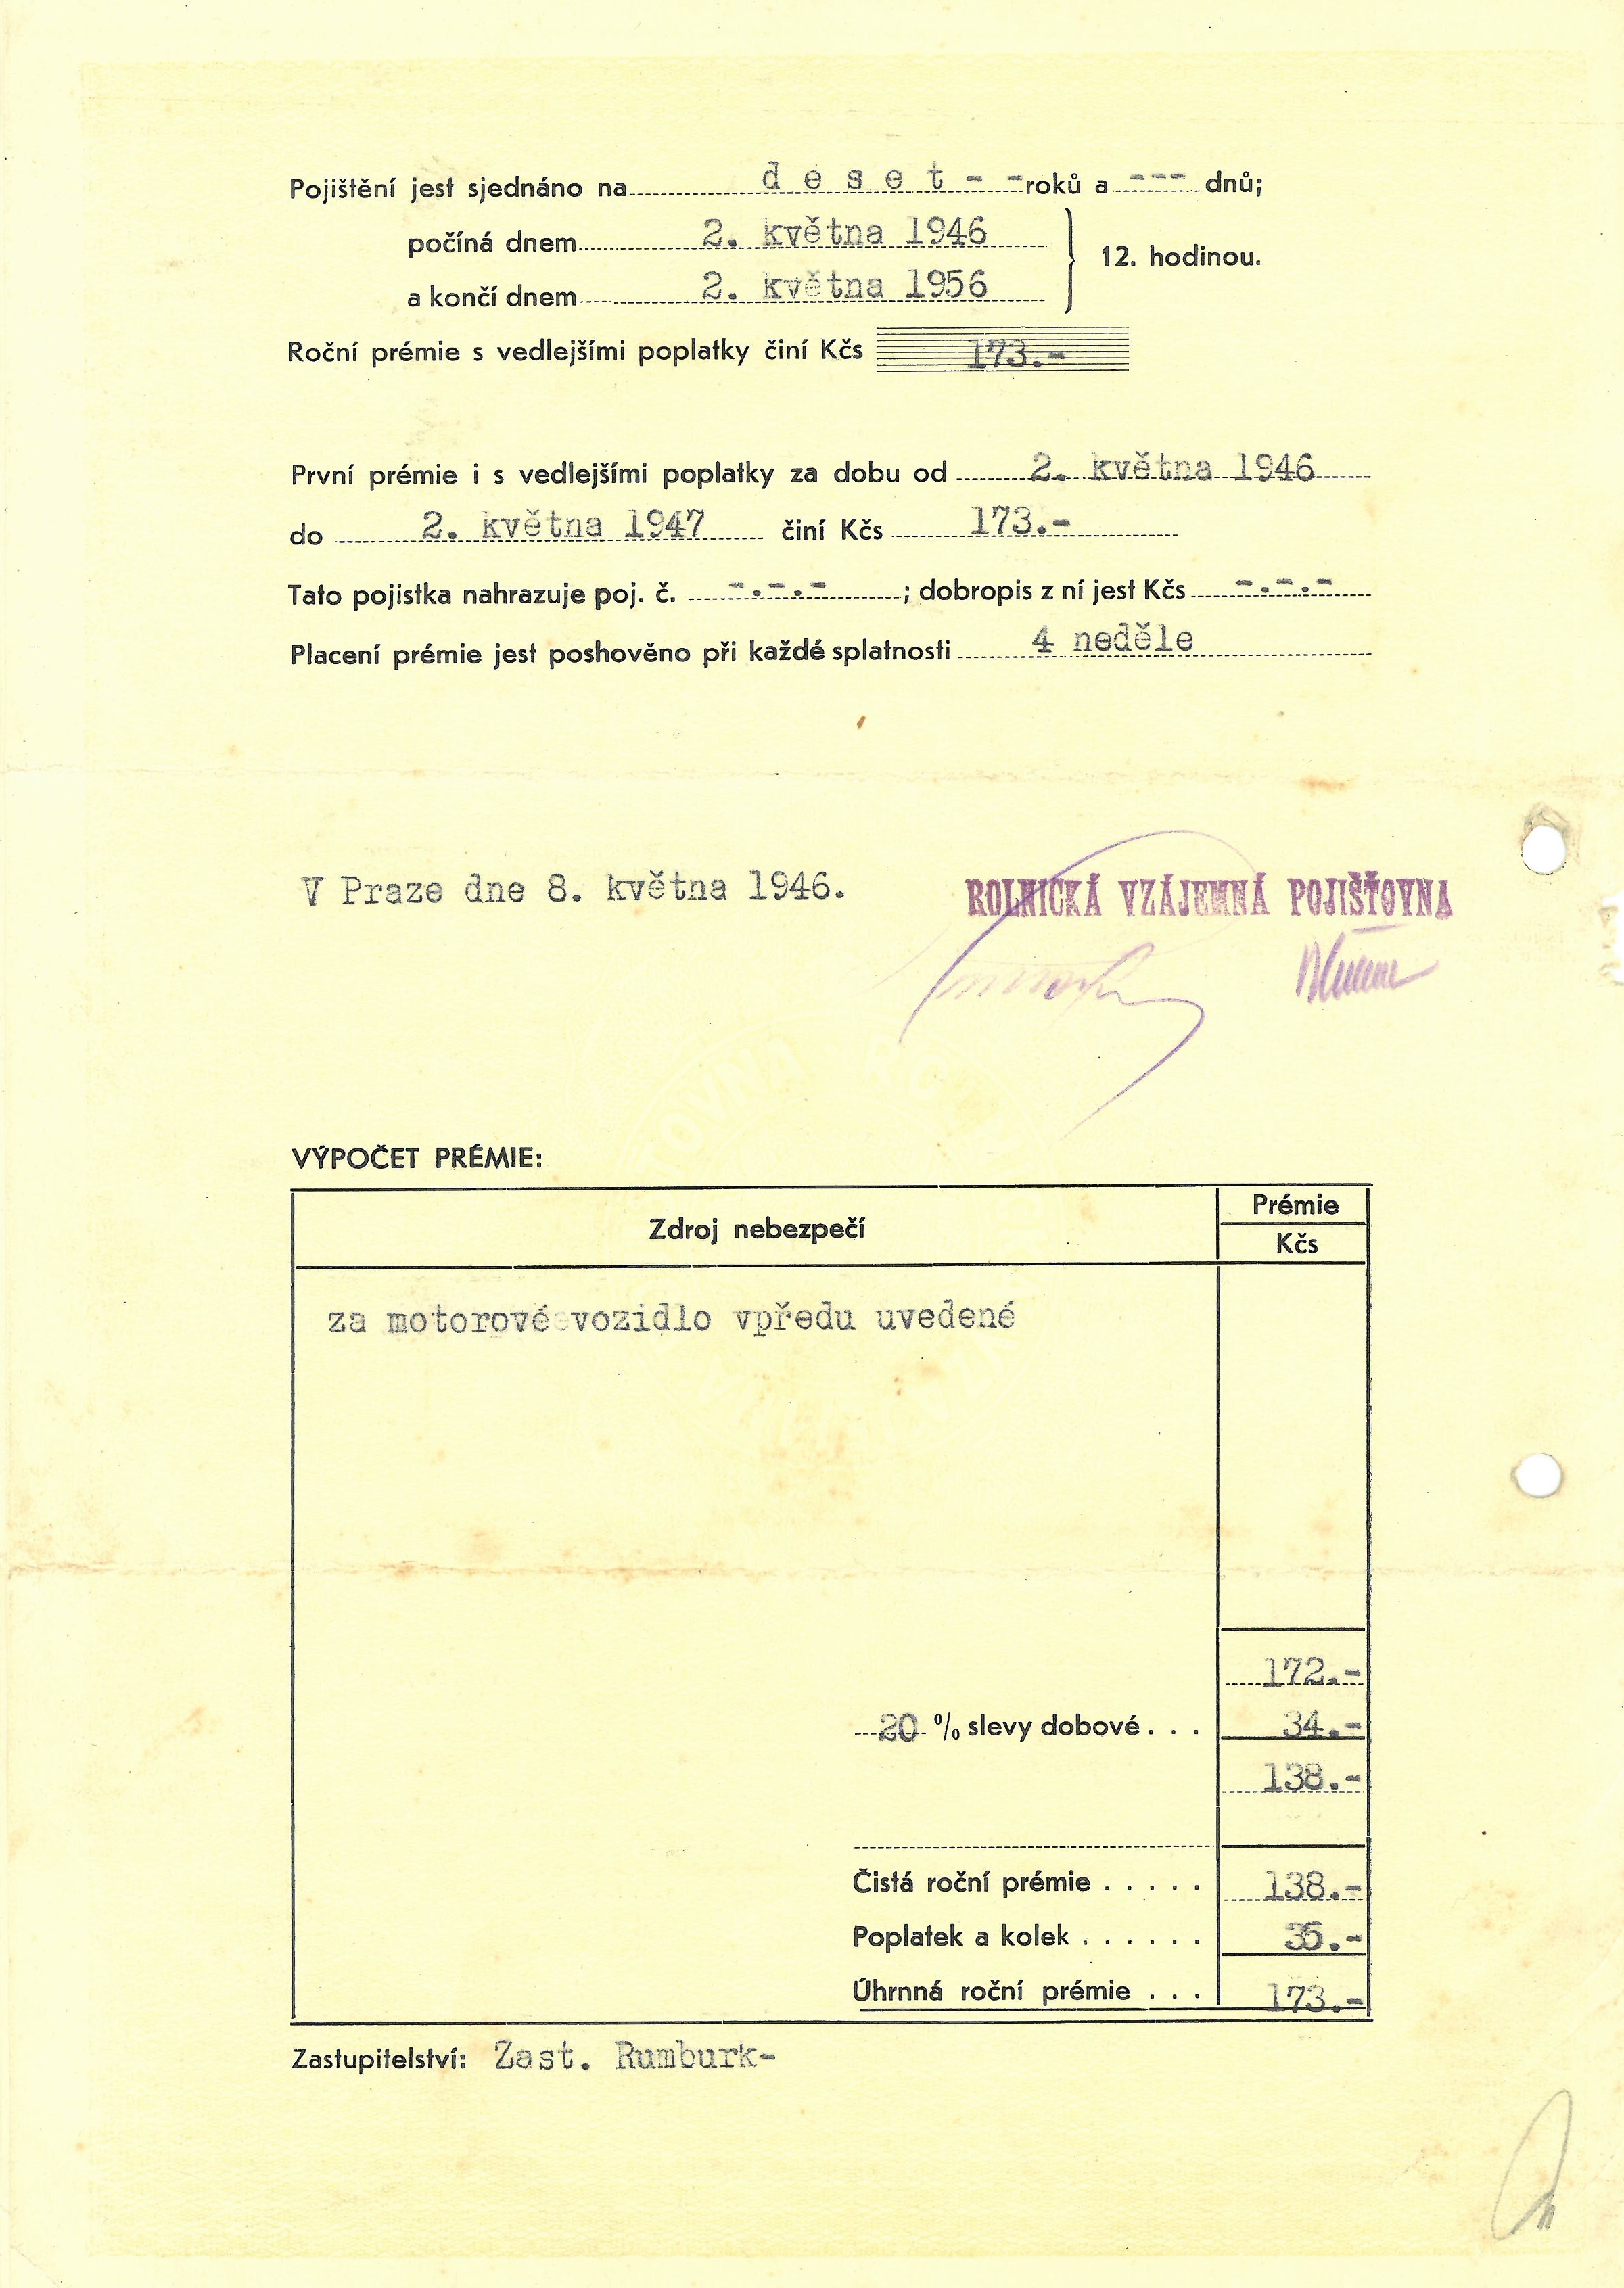 Pojištění jest sjednáno na deset - - roků a --- dnů;
počíná dnem 2. května 1946
12. hodinou.
a končí dnem 2. května 1956
Roční prémie s vedlejšími poplatky činí Kčs 173.-
První prémie i s vedlejšími poplatky za dobu od 2. května 1946
do 2. května 1947 činí Kčs 173.-
Tato pojistka nahrazuje poj. č. -.-.- ; dobropis z ní jest Kčs -.-.-
Placení prémie jest poshověno při každé splatnosti 4 neděle
V Praze dne 8. května 1946. ROLNICKÁ VZÁJEMNÁ POJIŠŤOVNA
VÝPOČET PRÉMIE:
Zdroj nebezpečí Prémie
Kčs
za motorové vozidlo vpředu uvedené
172.-
20 % slevy dobové . . . 34.-
138.-
Čistá roční prémie . . . . . 138.-
Poplatek a kolek . . . . . . 35.-
Úhrnná roční prémie . . . 173.-
Zastupitelství: Zast. Rumburk-